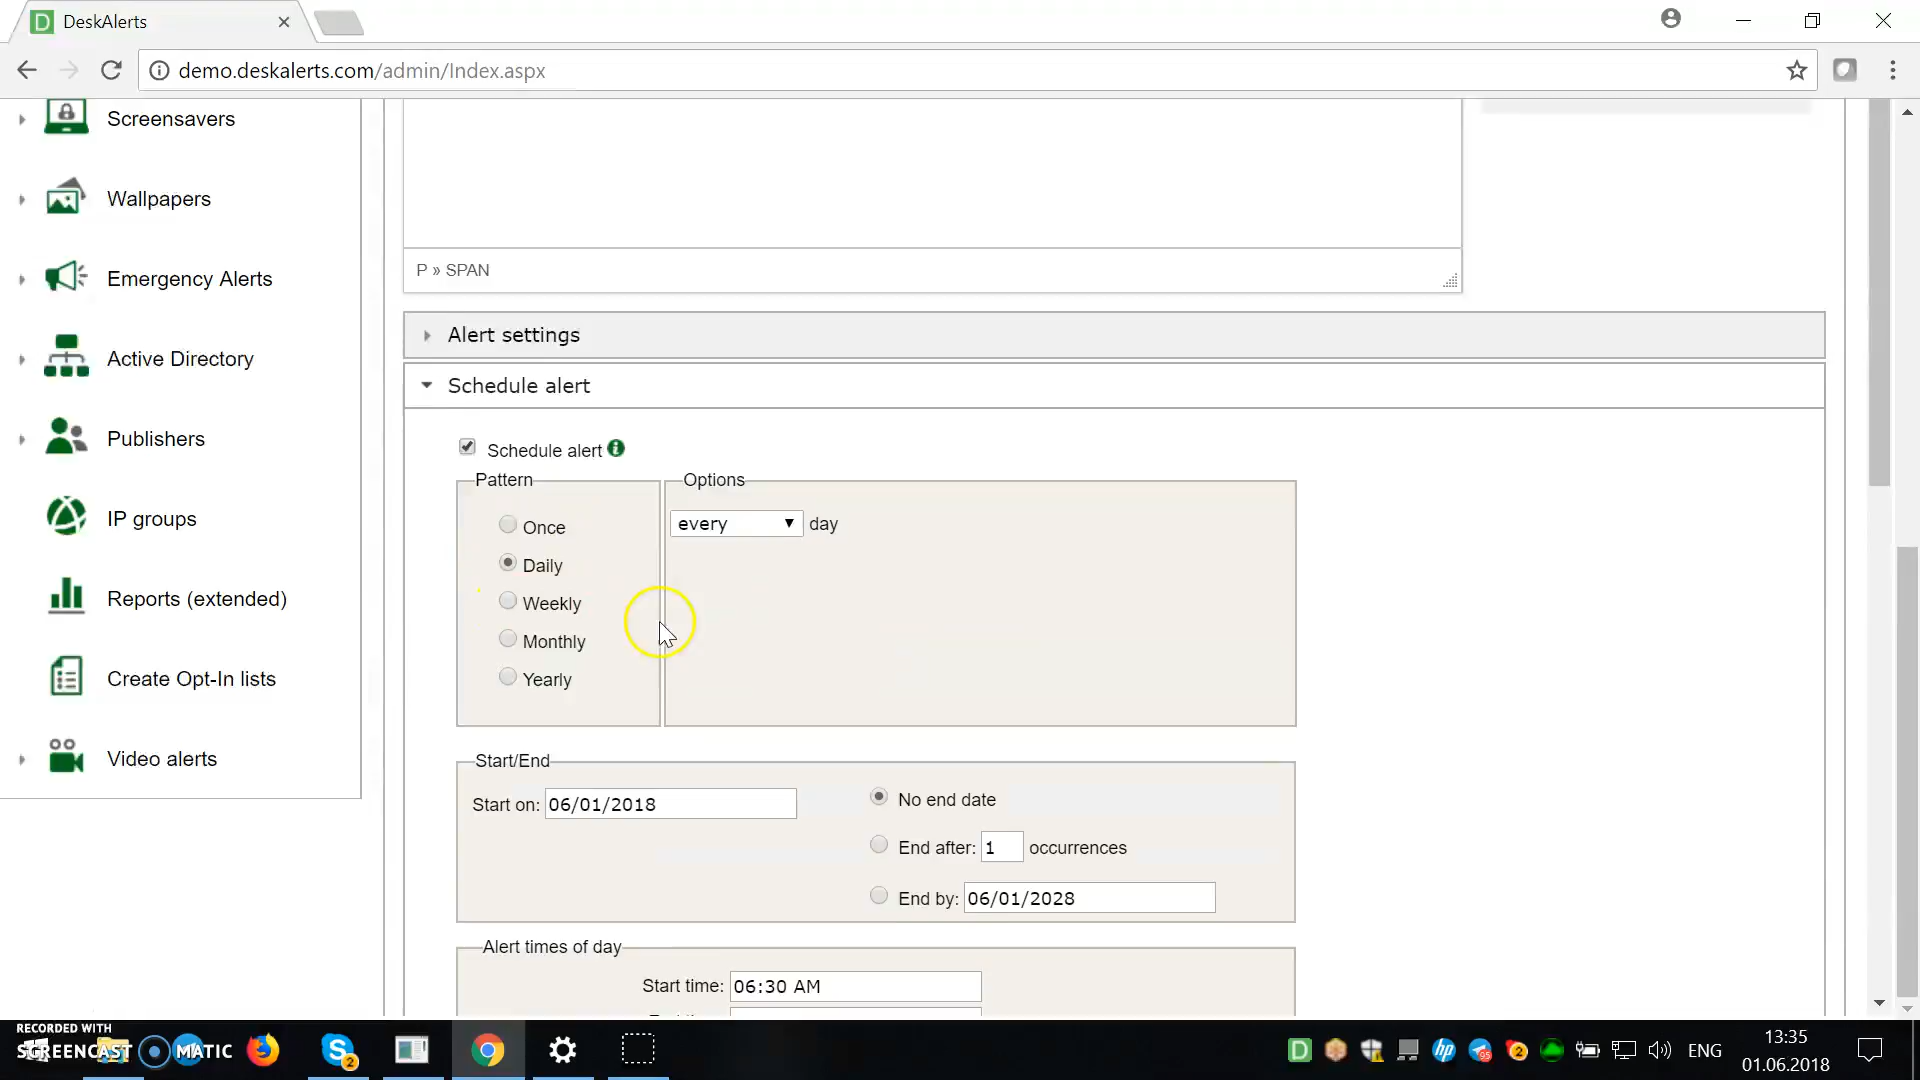 DeskAlerts
demo.deskalerts.com/admin/Index.aspx
Screensavers
Wallpapers
Emergency Alerts
Active Directory
Publishers
IP groups
Reports (extended)
Create Opt-In lists
Video alerts
P » SPAN
Alert settings
Schedule alert
Schedule alert
Pattern
Options
Once
Daily
Weekly
Monthly
Yearly
every day
Start/End
Start on: 06/01/2018
No end date
End after: 1 occurrences
End by: 06/01/2028
Alert times of day
Start time: 06:30 AM
RECORDED WITH
SCREENCAST MATIC
2
95
2
ENG
13:35
01.06.2018